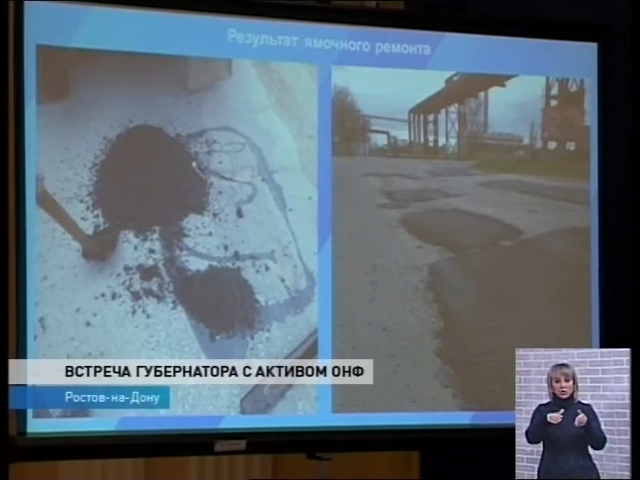 Результат ямочного ремонта
ВСТРЕЧА ГУБЕРНАТОРА С АКТИВОМ ОНФ
Ростов-на-Дону